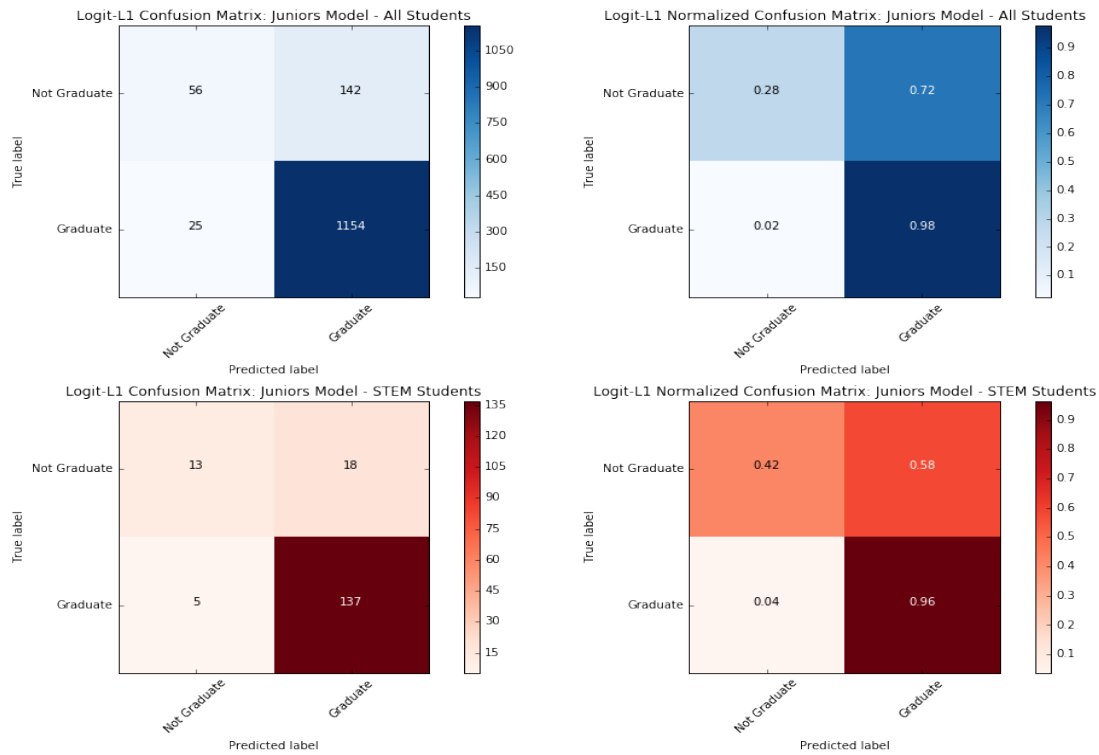 Logit-L1 Confusion Matrix: Juniors Model - All Students
Not Graduate
Graduate
True label
56
142
25
1154
Not Graduate
Graduate
Predicted label
1050
900
750
600
450
300
150
Logit-L1 Normalized Confusion Matrix: Juniors Model - All Students
Not Graduate
Graduate
True label
0.28
0.72
0.02
0.98
Not Graduate
Graduate
Predicted label
0.9
0.8
0.7
0.6
0.5
0.4
0.3
0.2
0.1
Logit-L1 Confusion Matrix: Juniors Model - STEM Students
Not Graduate
Graduate
True label
13
18
5
137
Not Graduate
Graduate
Predicted label
135
120
105
90
75
60
45
30
15
Logit-L1 Normalized Confusion Matrix: Juniors Model - STEM Students
Not Graduate
Graduate
True label
0.42
0.58
0.04
0.96
Not Graduate
Graduate
Predicted label
0.9
0.8
0.7
0.6
0.5
0.4
0.3
0.2
0.1